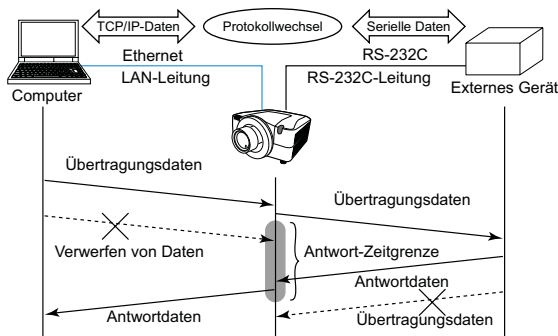 TCP/IP-Daten
Protokollwechsel
Serielle Daten
Ethernet
RS-232C
LAN-Leitung
RS-232C-Leitung
Computer
Externes Gerät
Übertragungsdaten
Übertragungsdaten
Verwerfen von Daten
Antwort-Zeitgrenze
Antwortdaten
Antwortdaten
Übertragungsdaten